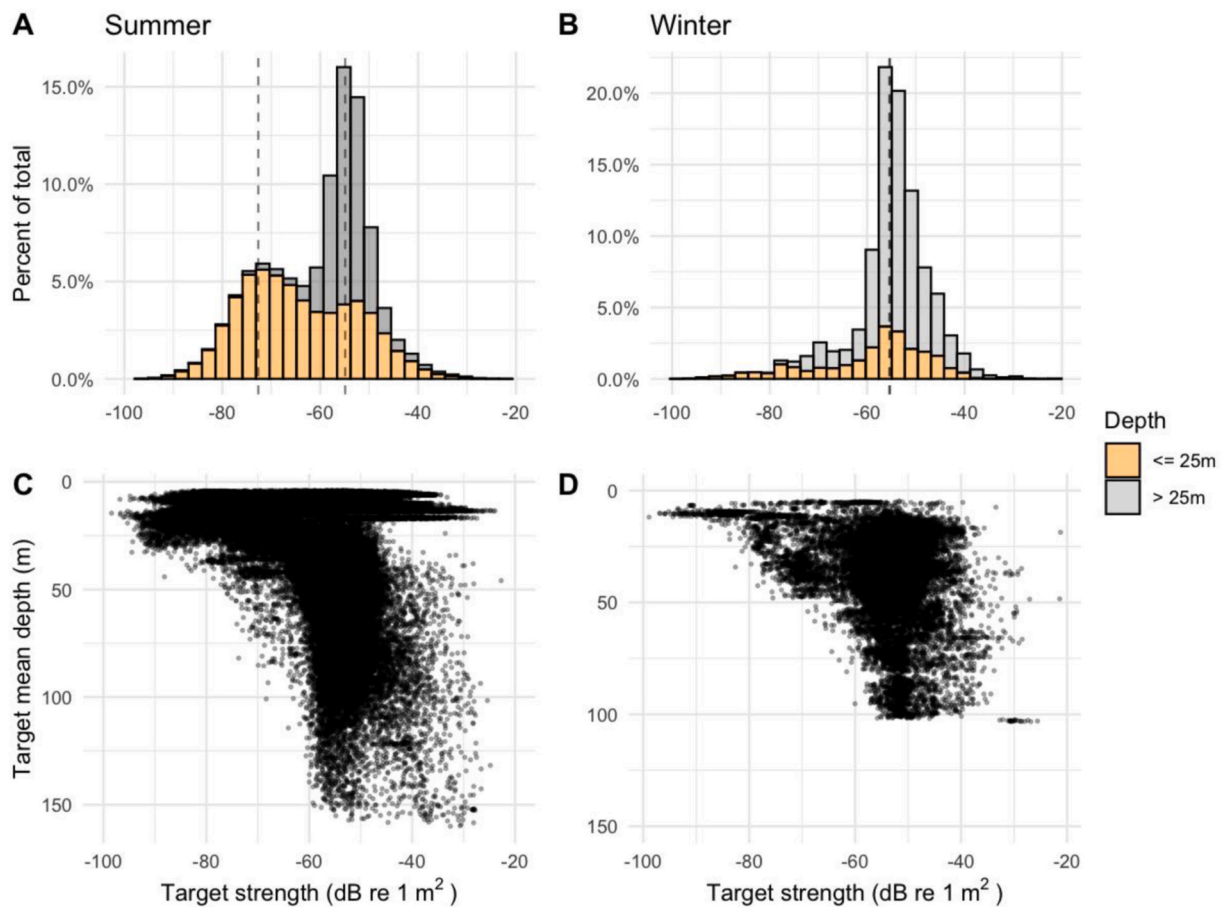 A Summer
B Winter
Percent of total
15.0%
10.0%
5.0%
0.0%
-100 -80 -60 -40 -20
20.0%
15.0%
10.0%
5.0%
0.0%
-100 -80 -60 -40 -20
Depth
<= 25m
> 25m
C
Target mean depth (m)
0
50
100
150
-100 -80 -60 -40 -20
Target strength (dB re 1 m²)
D
0
50
100
150
-100 -80 -60 -40 -20
Target strength (dB re 1 m²)